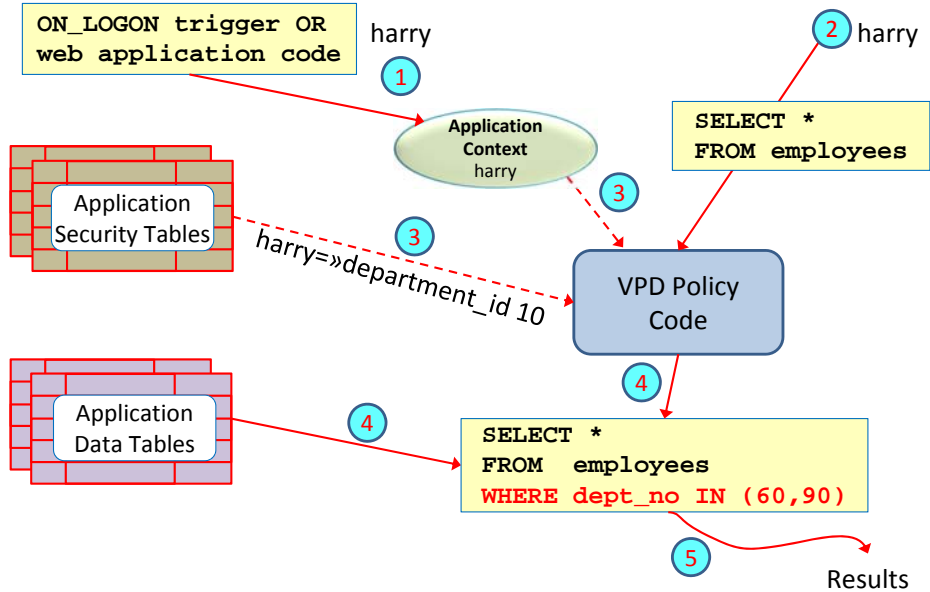 ON_LOGON trigger OR
web application code
harry
1
2
harry
Application
Context
harry
SELECT *
FROM employees
3
Application
Security Tables
3
harry=»department_id 10
VPD Policy
Code
4
Application
Data Tables
4
SELECT *
FROM employees
WHERE dept_no IN (60,90)
5
Results